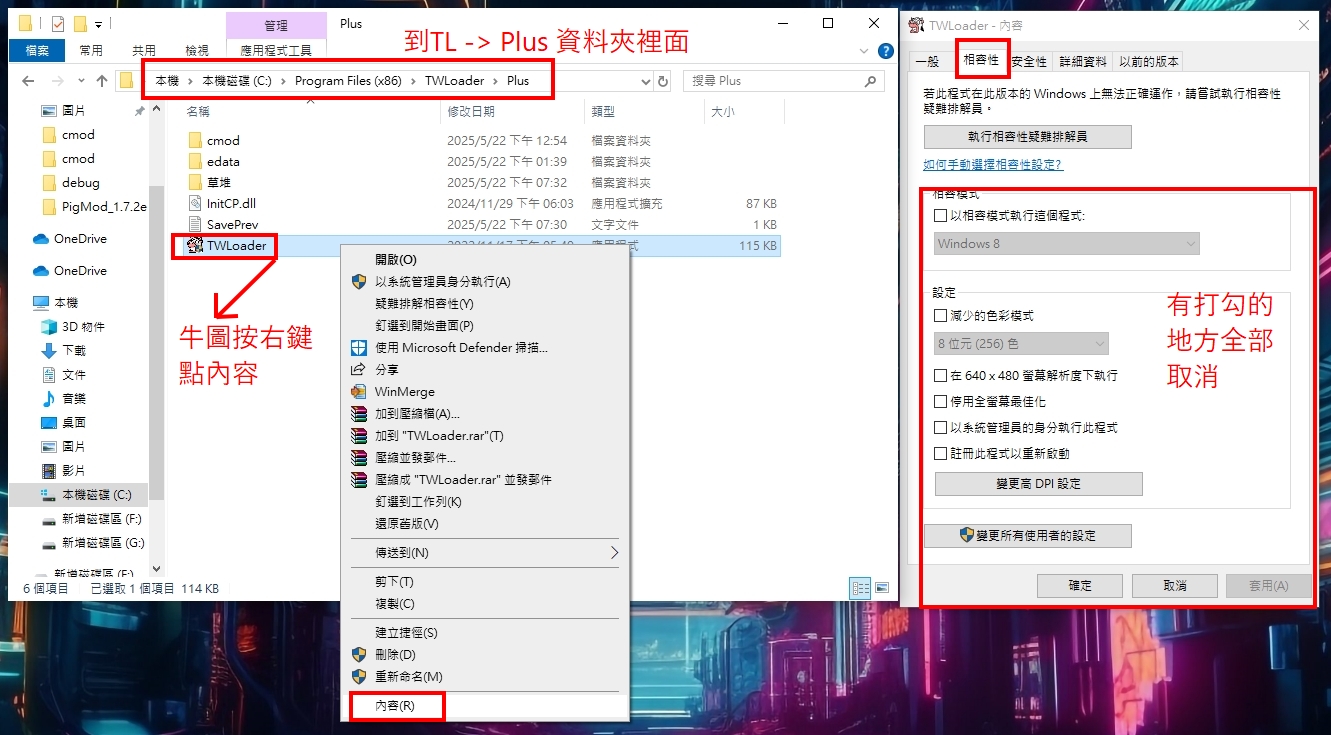 管理
Plus
檔案
常用
共用
檢視
應用程式工具
到TL -> Plus 資料夾裡面
本機 › 本機磁碟 (C:) › Program Files (x86) › TWLoader › Plus
搜尋 Plus
名稱
修改日期
類型
大小
圖片
cmod
cmod
debug
PigMod_1.7.2e
OneDrive
OneDrive
本機
3D 物件
下載
文件
音樂
桌面
圖片
影片
本機磁碟 (C:)
新增磁碟區 (F:)
新增磁碟區 (G:)
新增磁碟區 (F:)
cmod 2025/5/22 下午 12:54 檔案資料夾
edata 2025/5/22 下午 01:39 檔案資料夾
草堆 2025/5/22 下午 07:32 檔案資料夾
InitCP.dll 2024/11/29 下午 06:03 應用程式擴充 87 KB
SavePrev 2025/5/22 下午 07:30 文字文件 1 KB
TWLoader 應用程式 115 KB
牛圖按右鍵
點內容
開啟(O)
以系統管理員身分執行(A)
疑難排解相容性(Y)
釘選到開始畫面(P)
使用 Microsoft Defender 掃描...
分享
WinMerge
加到壓縮檔(A)...
加到 "TWLoader.rar"(T)
壓縮並發郵件...
壓縮成 "TWLoader.rar" 並發郵件
釘選到工作列(K)
還原舊版(V)
傳送到(N)
剪下(T)
複製(C)
建立捷徑(S)
刪除(D)
重新命名(M)
內容(R)
6 個項目
已選取 1 個項目 114 KB
TWLoader - 內容
一般
相容性
安全性
詳細資料
以前的版本
若此程式在此版本的 Windows 上無法正確運作，請嘗試執行相容性
疑難排解員。
執行相容性疑難排解員
如何手動選擇相容性設定?
相容模式
以相容模式執行這個程式:
Windows 8
設定
減少的色彩模式
8 位元 (256) 色
在 640 x 480 螢幕解析度下執行
停用全螢幕最佳化
以系統管理員的身分執行此程式
註冊此程式以重新啟動
變更高 DPI 設定
有打勾的
地方全部
取消
變更所有使用者的設定
確定
取消
套用(A)